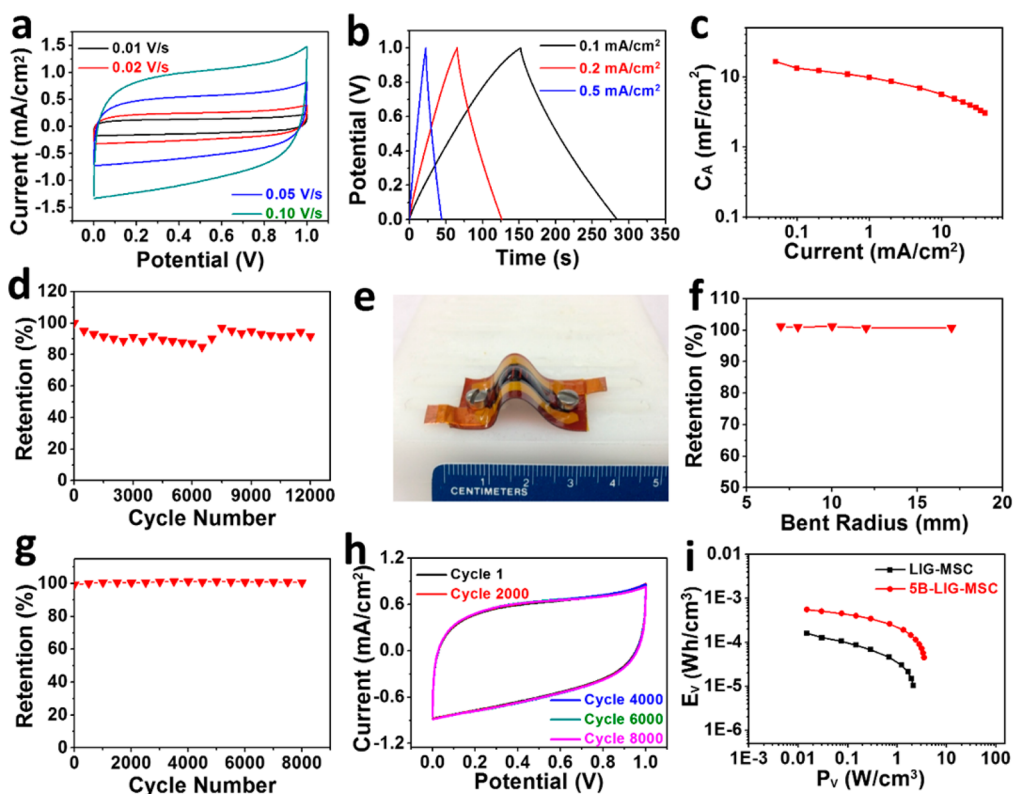 a
Current (mA/cm²)
1.5
1.0
0.5
0.0
-0.5
-1.0
-1.5
0.01 V/s
0.02 V/s
0.05 V/s
0.10 V/s
0.0 0.2 0.4 0.6 0.8 1.0
Potential (V)
b
Potential (V)
1.0
0.8
0.6
0.4
0.2
0.0
0.1 mA/cm²
0.2 mA/cm²
0.5 mA/cm²
0 50 100 150 200 250 300 350
Time (s)
c
C_A (mF/cm²)
10
1
0.1
0.1 1 10
Current (mA/cm²)
d
Retention (%)
120
100
80
60
40
20
0
0 3000 6000 9000 12000
Cycle Number
e
1 2 3 4 5
CENTIMETERS
f
Retention (%)
110
100
90
80
70
60
50
5 10 15 20
Bent Radius (mm)
g
Retention (%)
100
80
60
40
20
0
0 2000 4000 6000 8000
Cycle Number
h
Current (mA/cm²)
1.2
0.6
0.0
-0.6
-1.2
Cycle 1
Cycle 2000
Cycle 4000
Cycle 6000
Cycle 8000
0.0 0.2 0.4 0.6 0.8 1.0
Potential (V)
i
E_V (Wh/cm³)
0.01
1E-3
1E-4
1E-5
1E-6
LIG-MSC
5B-LIG-MSC
1E-3 0.01 0.1 1 10 100
P_V (W/cm³)